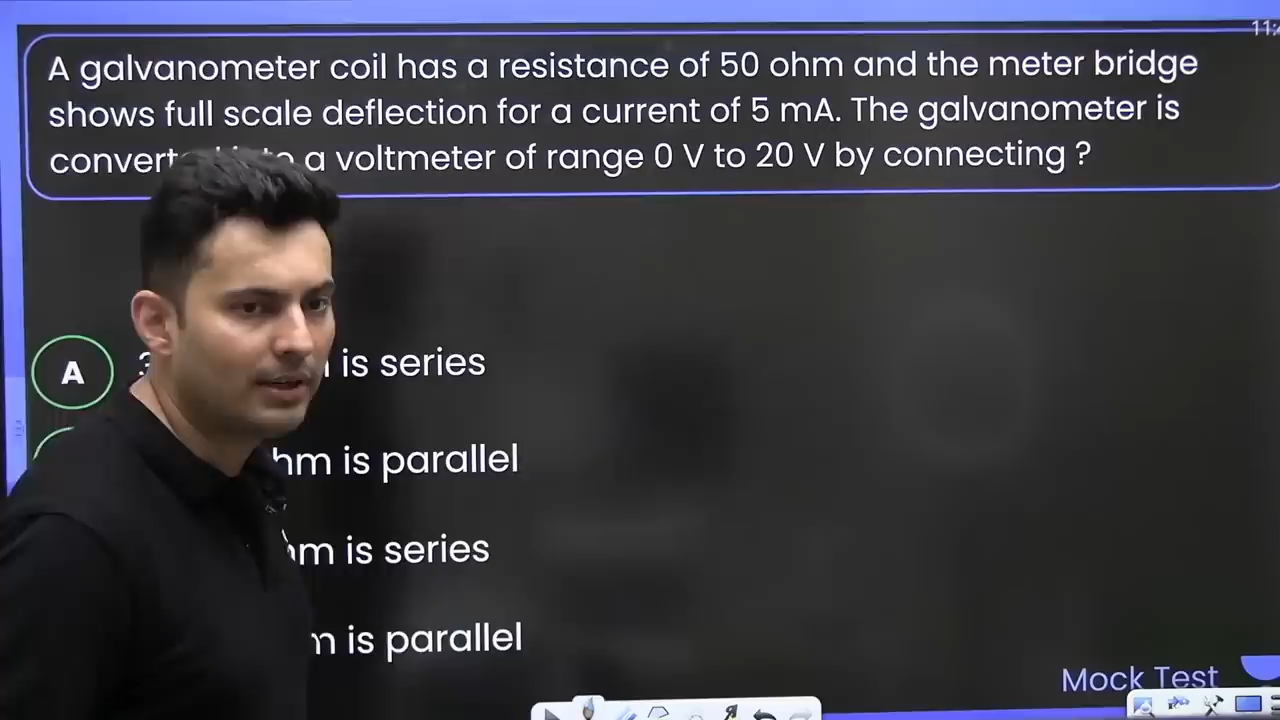 11:
A galvanometer coil has a resistance of 50 ohm and the meter bridge
shows full scale deflection for a current of 5 mA. The galvanometer is
a voltmeter of range 0 V to 20 V by connecting ?
A is series
is parallel
is series
is parallel
Mock Test